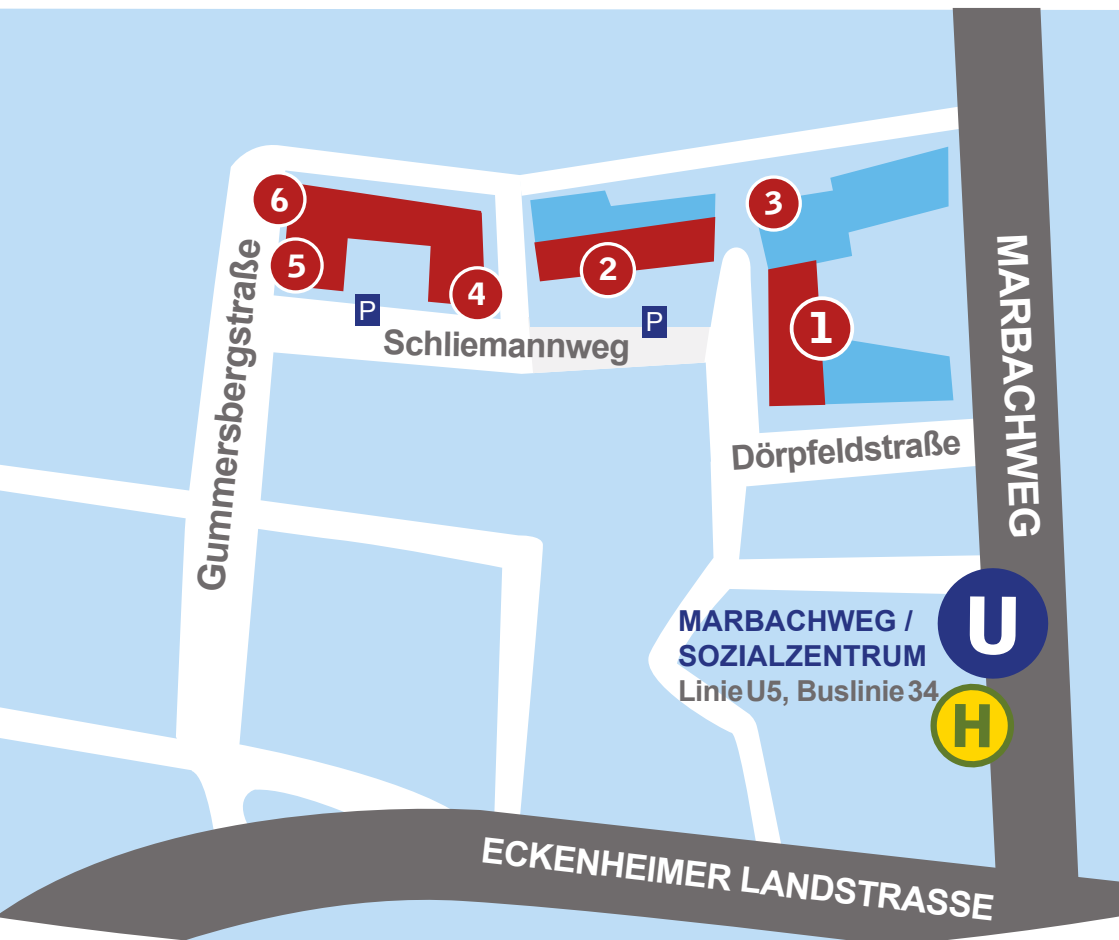 6
3
5
2
4
1
P
P
Schliemannweg
Gummersbergstraße
MARBACHWEG
Dörpfeldstraße
MARBACHWEG /
SOZIALZENTRUM
Linie U5, Buslinie 34
U
H
ECKENHEIMER LANDSTRASSE